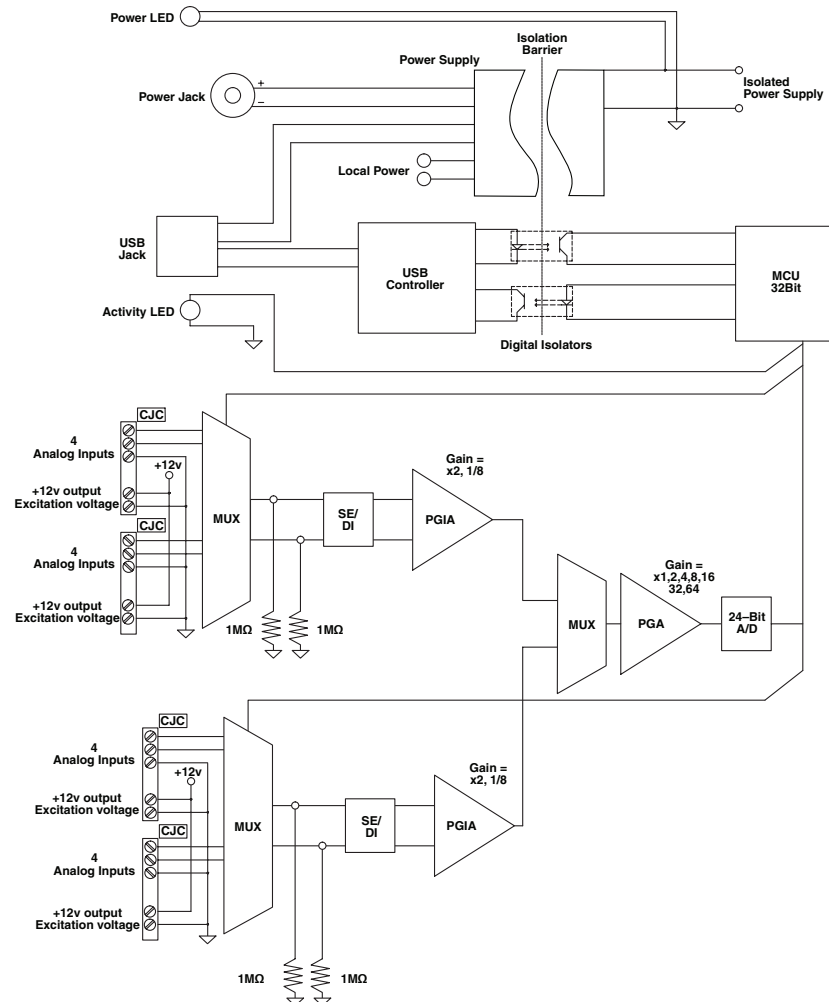 Power LED
Isolation
Barrier
Power Supply
Isolated
Power Supply
Power Jack
+
–
Local Power
USB
Jack
USB
Controller
MCU
32Bit
Activity LED
Digital Isolators
CJC
4
Analog Inputs
+12v
+12v output
Excitation voltage
CJC
4
Analog Inputs
+12v output
Excitation voltage
MUX
1MΩ
1MΩ
SE/
DI
Gain =
x2, 1/8
PGIA
MUX
Gain =
x1,2,4,8,16
32,64
PGA
24–Bit
A/D
CJC
4
Analog Inputs
+12v
+12v output
Excitation voltage
CJC
4
Analog Inputs
+12v output
Excitation voltage
MUX
1MΩ
1MΩ
SE/
DI
Gain =
x2, 1/8
PGIA